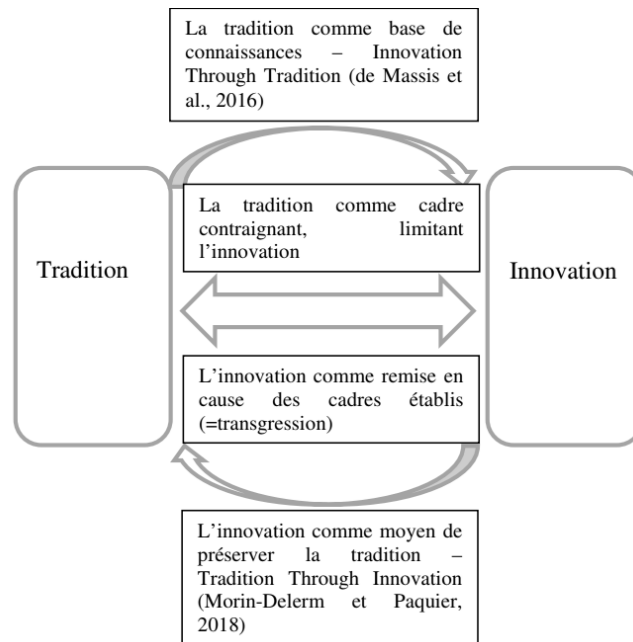 La tradition comme base de
connaissances – Innovation
Through Tradition (de Massis
et al., 2016)
La tradition comme cadre
contraignant, limitant
l’innovation
Tradition
Innovation
L’innovation comme remise en
cause des cadres établis
(=transgression)
L’innovation comme moyen de
préserver la tradition –
Tradition Through Innovation
(Morin-Delerm et Paquier,
2018)